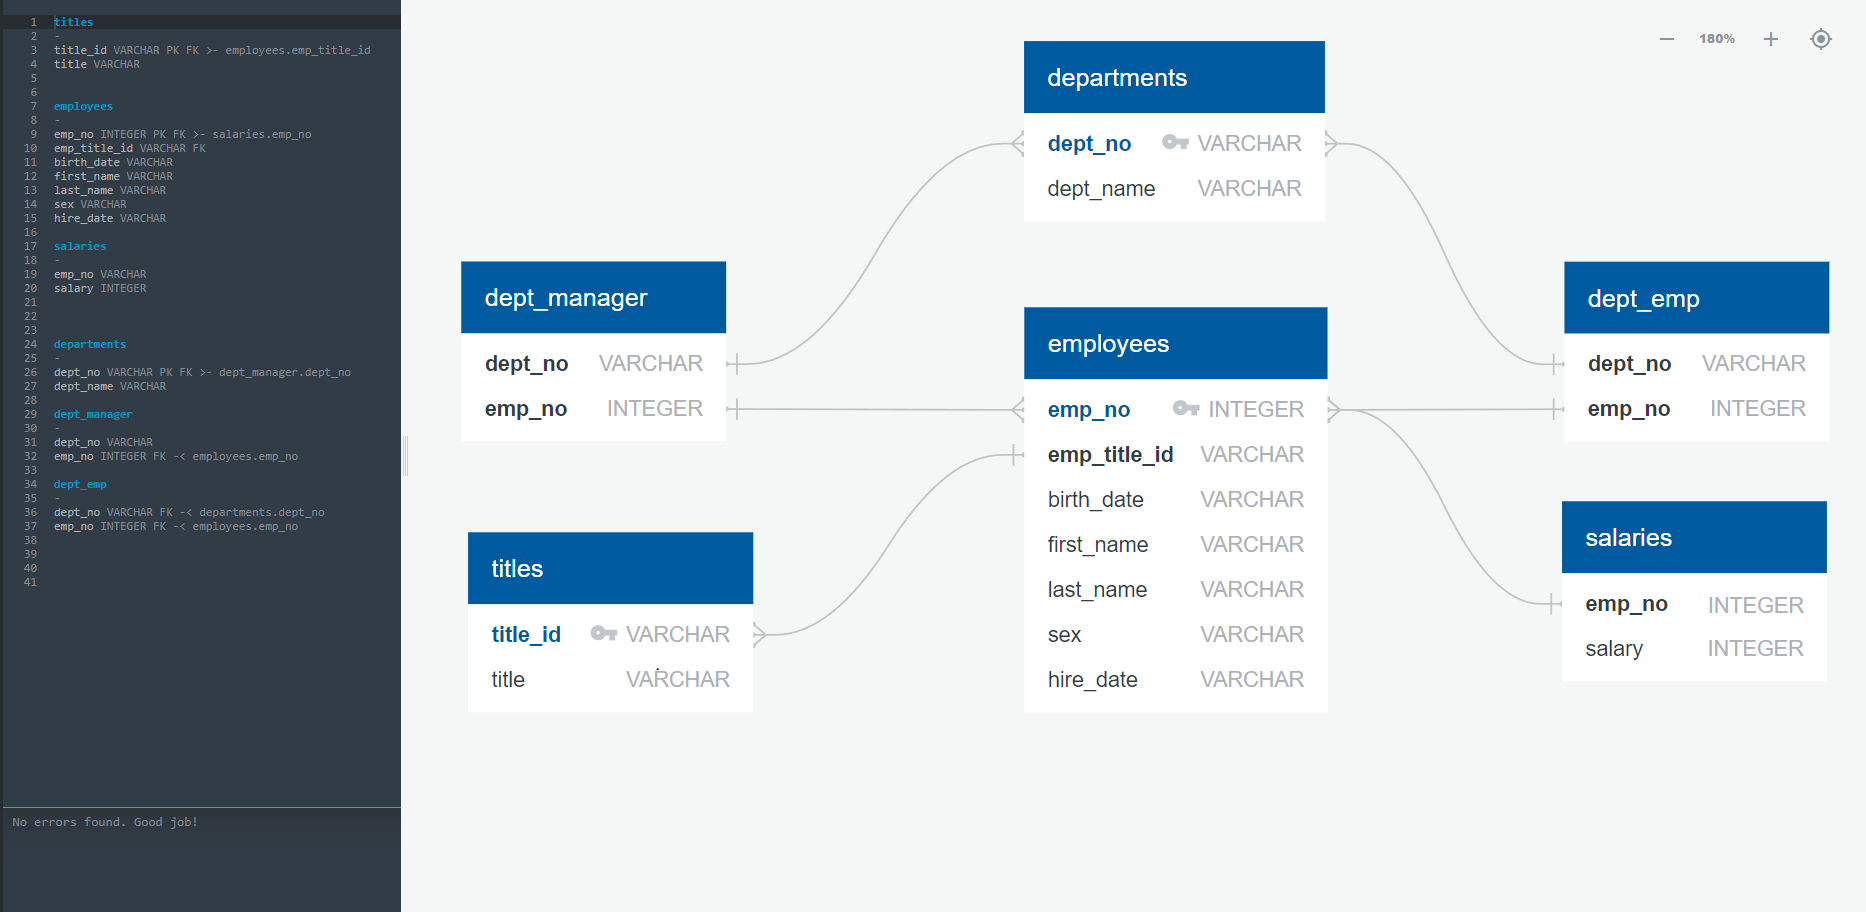 1 titles
2 -
3 title_id VARCHAR PK FK >- employees.emp_title_id
4 title VARCHAR
5
6
7 employees
8 -
9 emp_no INTEGER PK FK >- salaries.emp_no
10 emp_title_id VARCHAR FK
11 birth_date VARCHAR
12 first_name VARCHAR
13 last_name VARCHAR
14 sex VARCHAR
15 hire_date VARCHAR
16
17 salaries
18 -
19 emp_no VARCHAR
20 salary INTEGER
21
22
23
24 departments
25 -
26 dept_no VARCHAR PK FK >- dept_manager.dept_no
27 dept_name VARCHAR
28
29 dept_manager
30 -
31 dept_no VARCHAR
32 emp_no INTEGER FK -< employees.emp_no
33
34 dept_emp
35 -
36 dept_no VARCHAR FK -< departments.dept_no
37 emp_no INTEGER FK -< employees.emp_no
38
39
40
41
No errors found. Good job!
180%
departments
dept_no VARCHAR
dept_name VARCHAR
dept_manager
dept_no VARCHAR
emp_no INTEGER
employees
emp_no INTEGER
emp_title_id VARCHAR
birth_date VARCHAR
first_name VARCHAR
last_name VARCHAR
sex VARCHAR
hire_date VARCHAR
dept_emp
dept_no VARCHAR
emp_no INTEGER
titles
title_id VARCHAR
title VARCHAR
salaries
emp_no INTEGER
salary INTEGER